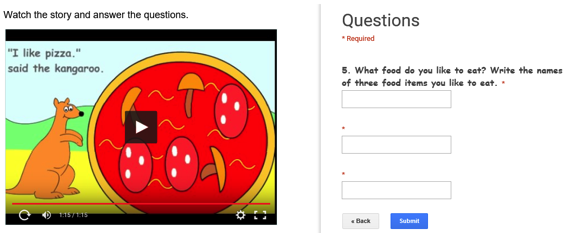 Watch the story and answer the questions.
"I like pizza."
said the kangaroo.
1:15 / 1:15
Questions
* Required
5. What food do you like to eat? Write the names
of three food items you like to eat. *
*
*
« Back
Submit